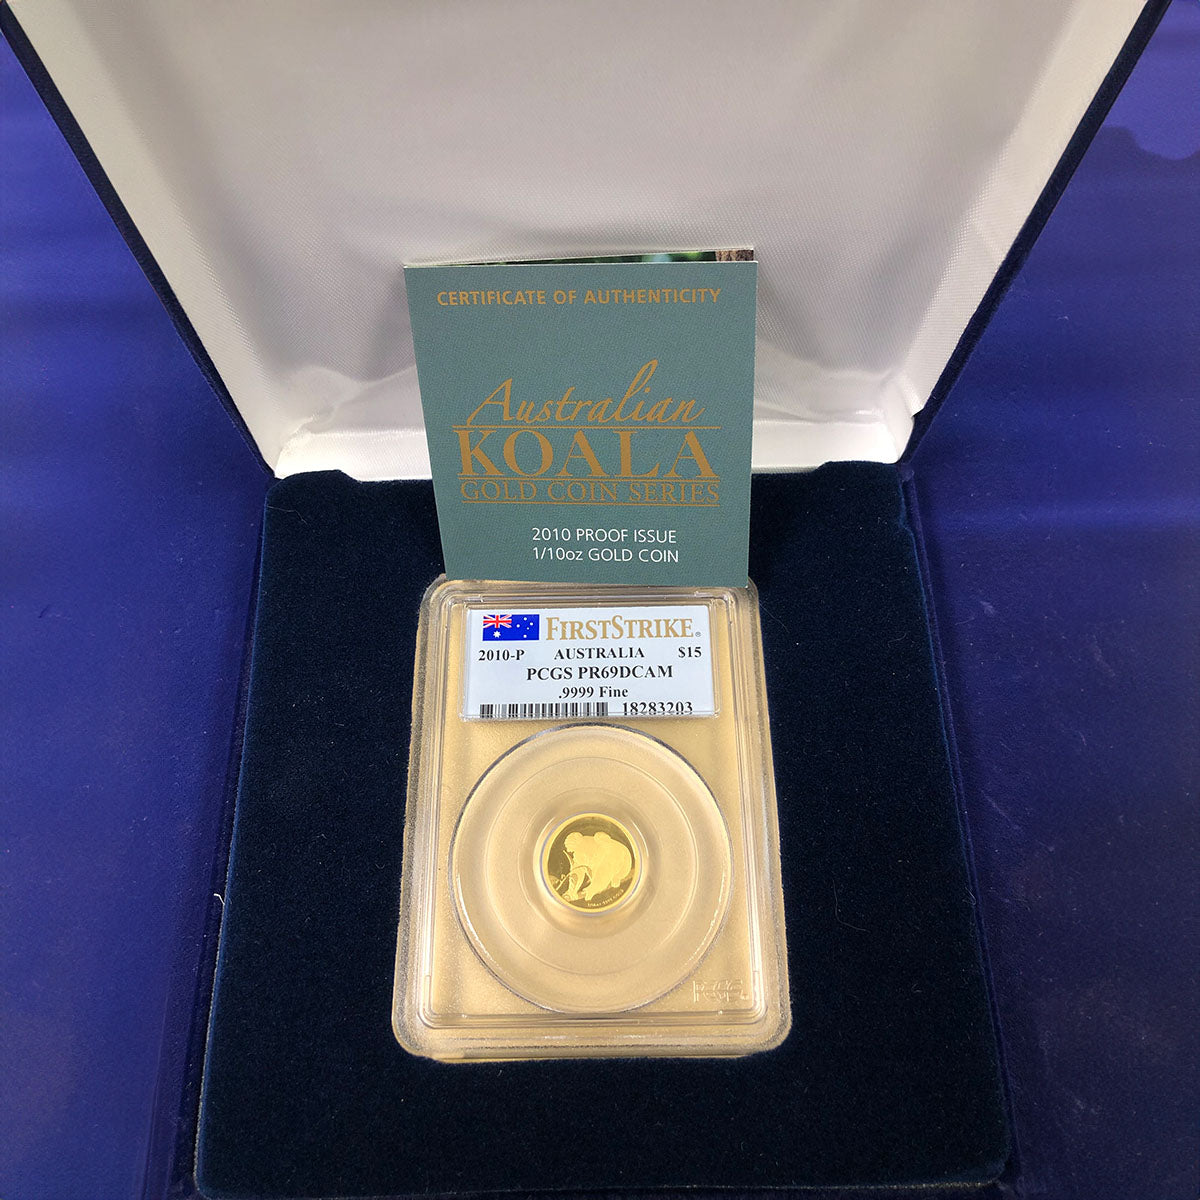 CERTIFICATE OF AUTHENTICITY
Australian
KOALA
GOLD COIN SERIES
2010 PROOF ISSUE
1/10oz GOLD COIN
FIRSTSTRIKE®
2010-P AUSTRALIA $15
PCGS PR69DCAM
.9999 Fine
18283203
PCGS